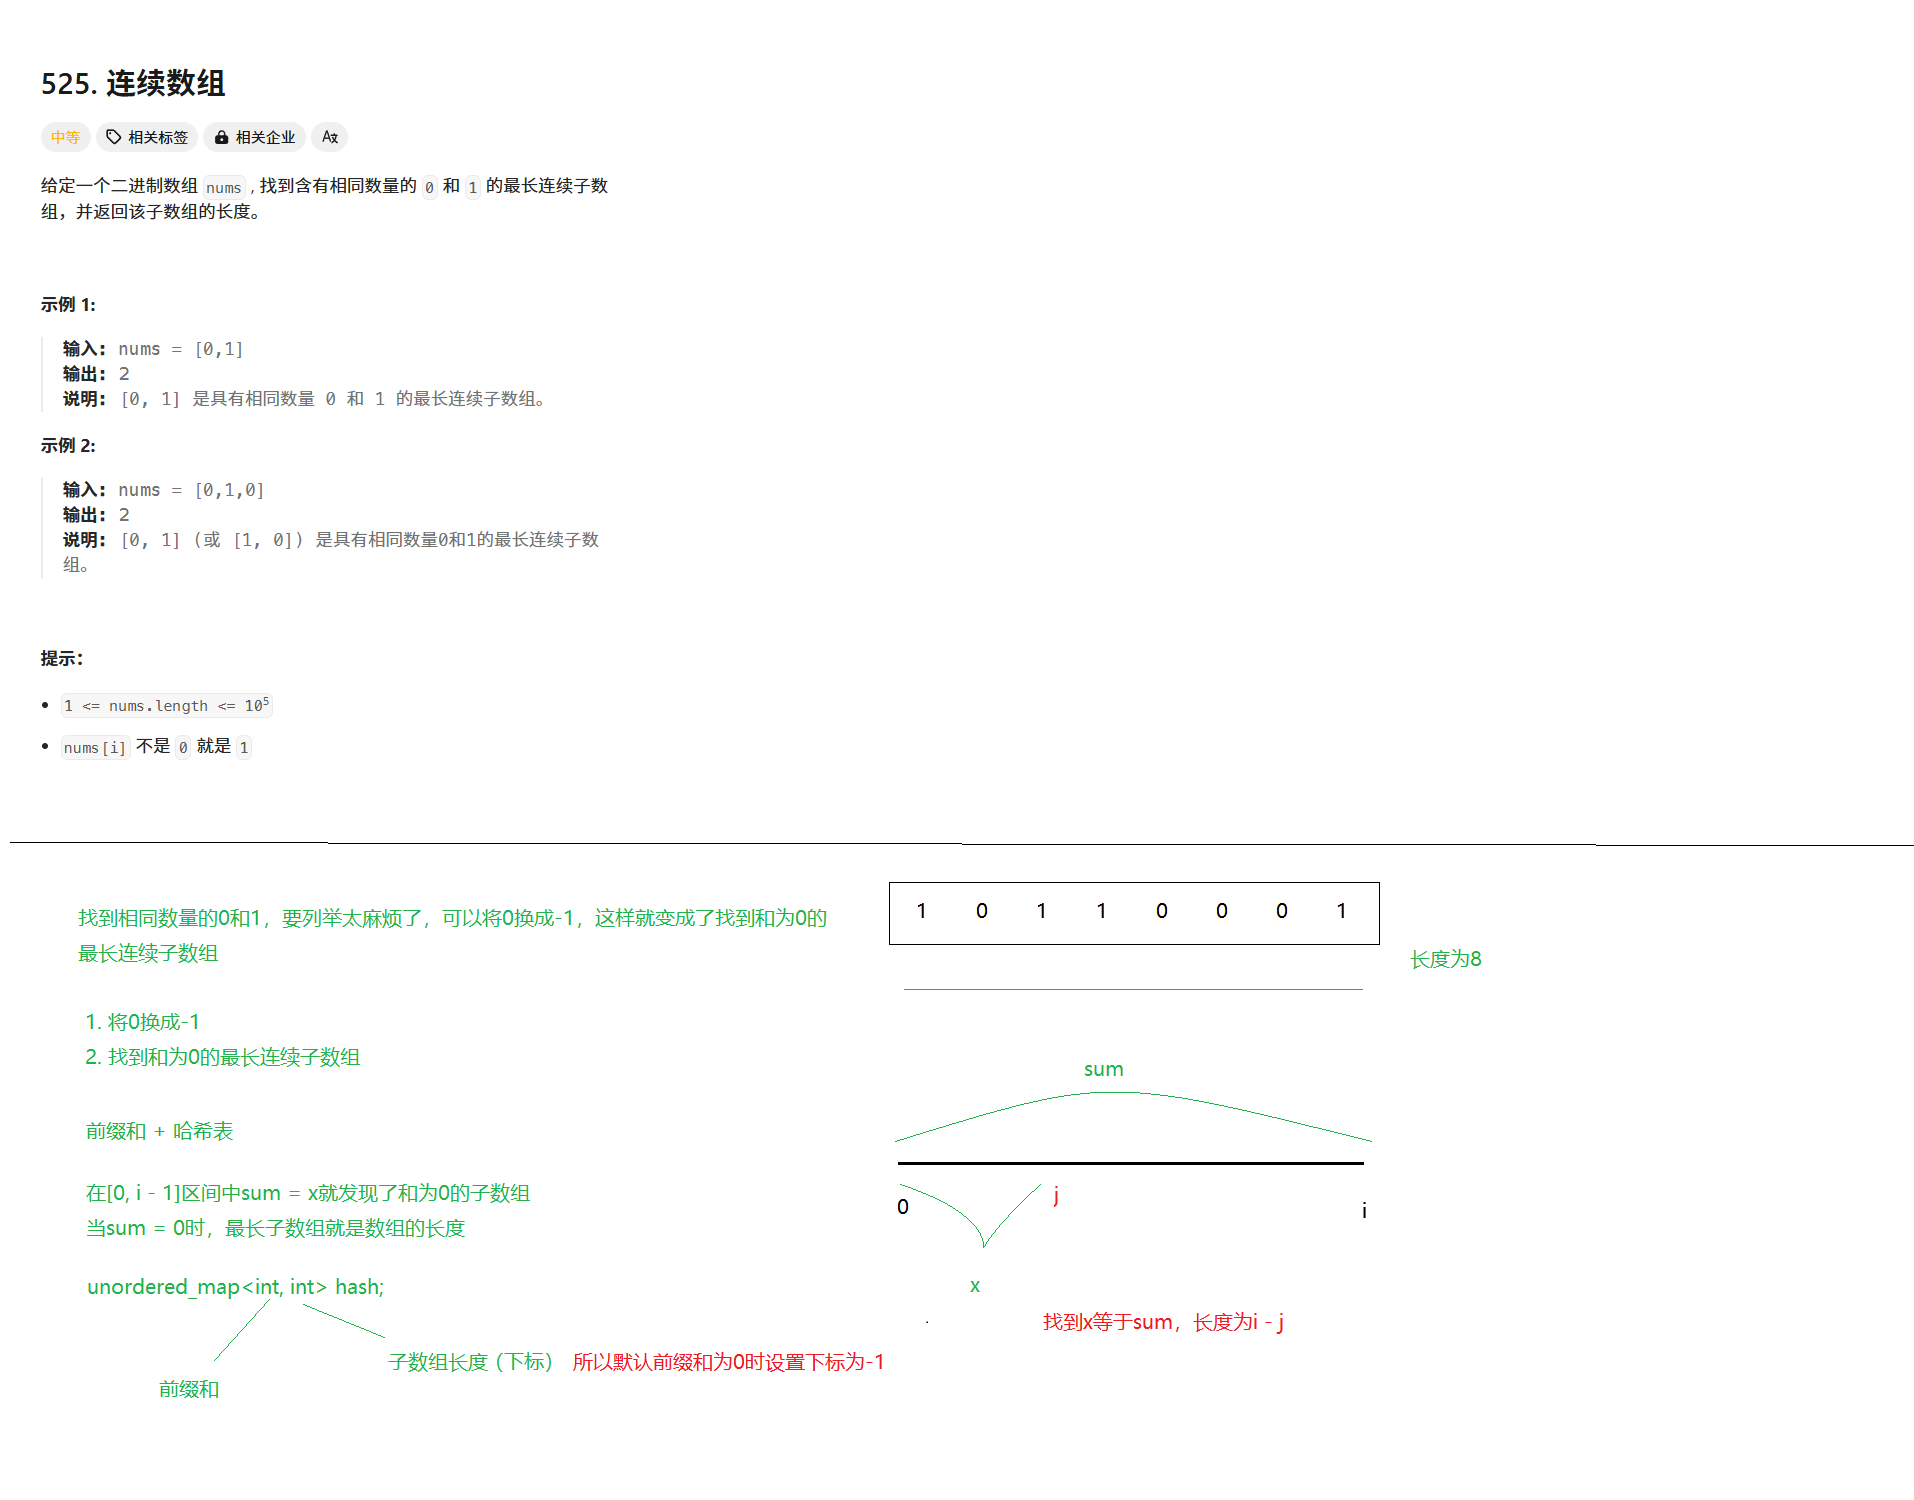 525. 连续数组
中等 相关标签 相关企业
给定一个二进制数组 nums , 找到含有相同数量的 0 和 1 的最长连续子数
组，并返回该子数组的长度。
示例 1:
输入: nums = [0,1]
输出: 2
说明: [0, 1] 是具有相同数量 0 和 1 的最长连续子数组。
示例 2:
输入: nums = [0,1,0]
输出: 2
说明: [0, 1] (或 [1, 0]) 是具有相同数量0和1的最长连续子数
组。
提示：
1 <= nums.length <= 10⁵
nums[i] 不是 0 就是 1
找到相同数量的0和1，要列举太麻烦了，可以将0换成-1，这样就变成了找到和为0的
最长连续子数组
1. 将0换成-1
2. 找到和为0的最长连续子数组
前缀和 + 哈希表
在[0, i - 1]区间中sum = x就发现了和为0的子数组
当sum = 0时，最长子数组就是数组的长度
unordered_map<int, int> hash;
子数组长度（下标） 所以默认前缀和为0时设置下标为-1
前缀和
1 0 1 1 0 0 0 1
长度为8
sum
0 j i
x
找到x等于sum，长度为i - j